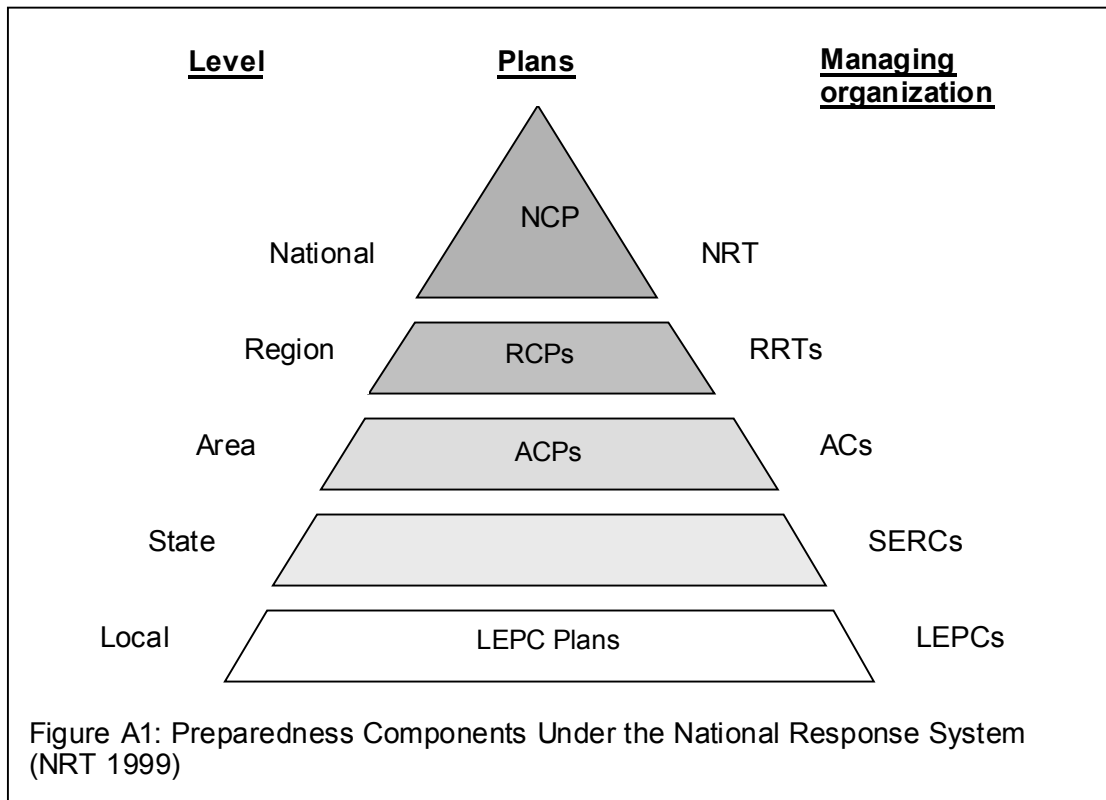 Level Plans Managing
organization
NCP
National NRT
Region RCPs RRTs
Area ACPs ACs
State SERCs
Local LEPC Plans LEPCs
Figure A1: Preparedness Components Under the National Response System
(NRT 1999)